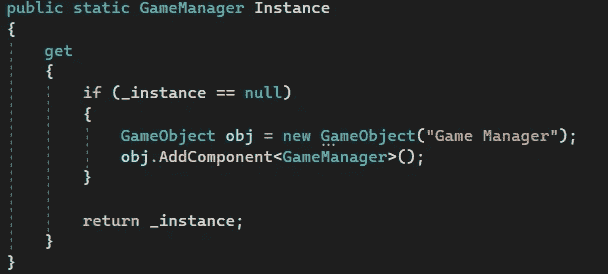 public static GameManager Instance
{
get
{
if (_instance == null)
{
GameObject obj = new GameObject("Game Manager");
obj.AddComponent<GameManager>();
}
return _instance;
}
}